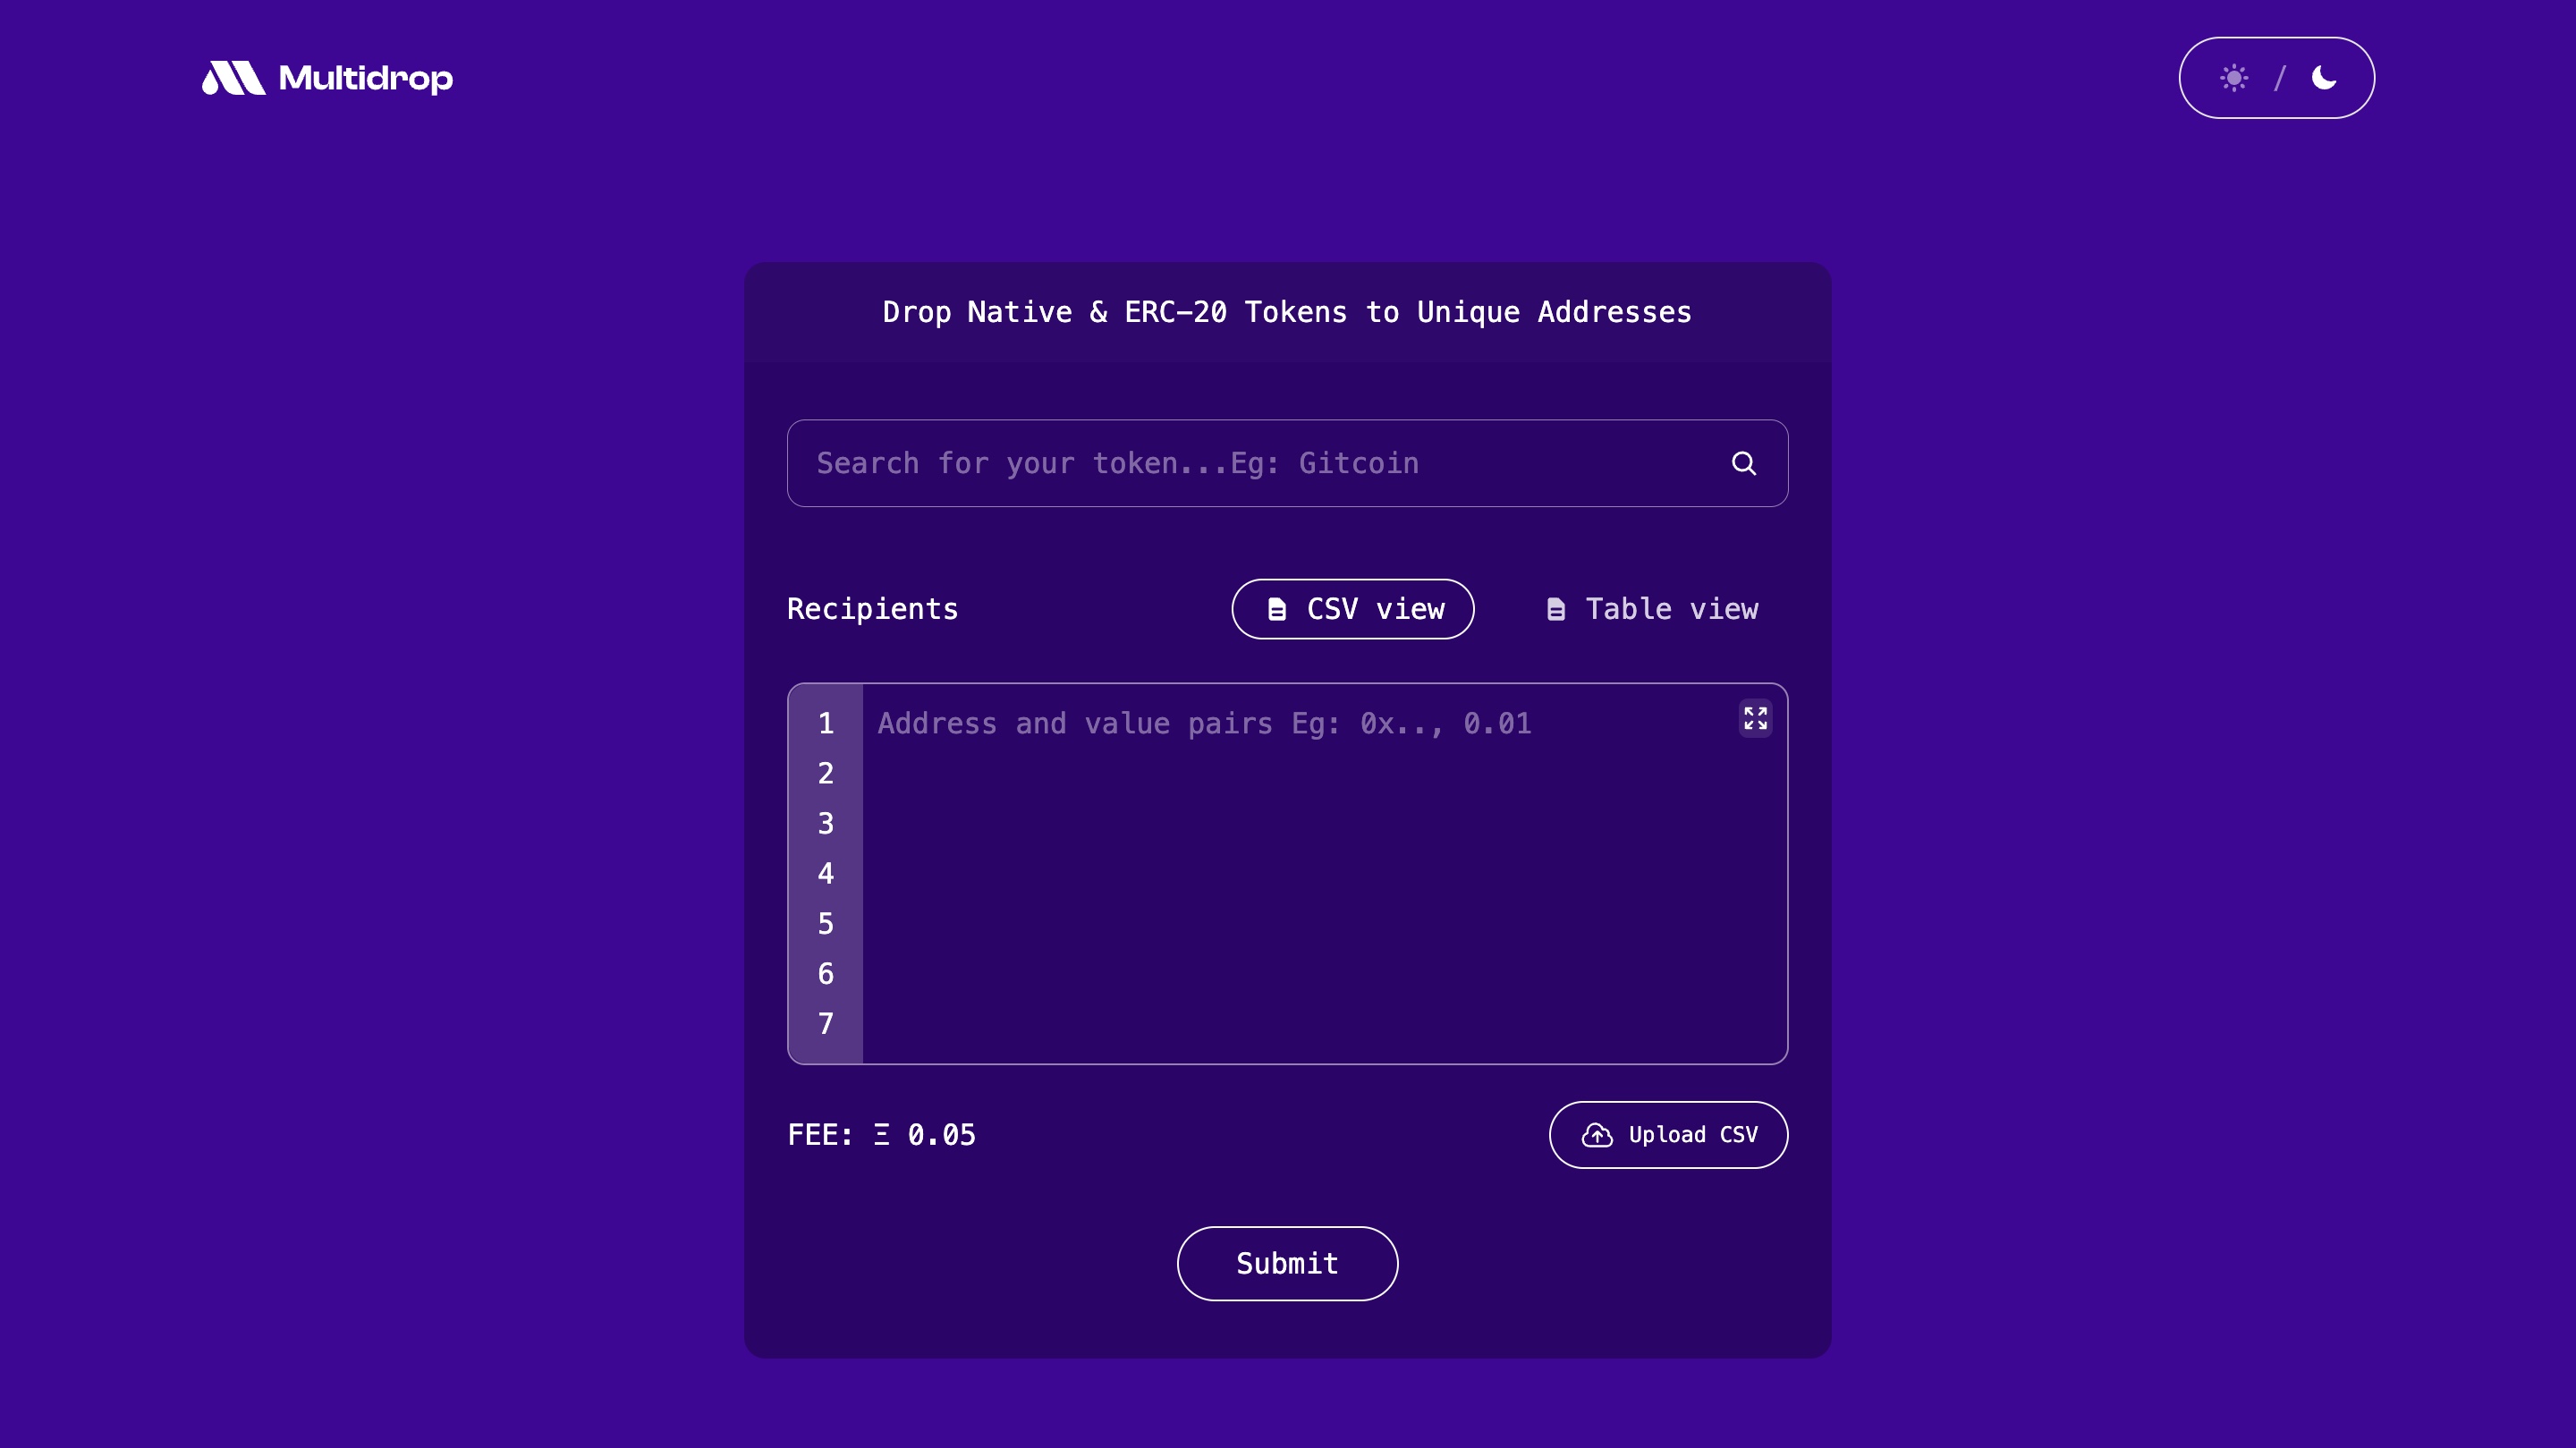 Multidrop
/
Drop Native & ERC-20 Tokens to Unique Addresses
Search for your token...Eg: Gitcoin
Recipients
CSV view
Table view
1 Address and value pairs Eg: 0x.., 0.01
2
3
4
5
6
7
FEE: Ξ 0.05
Upload CSV
Submit